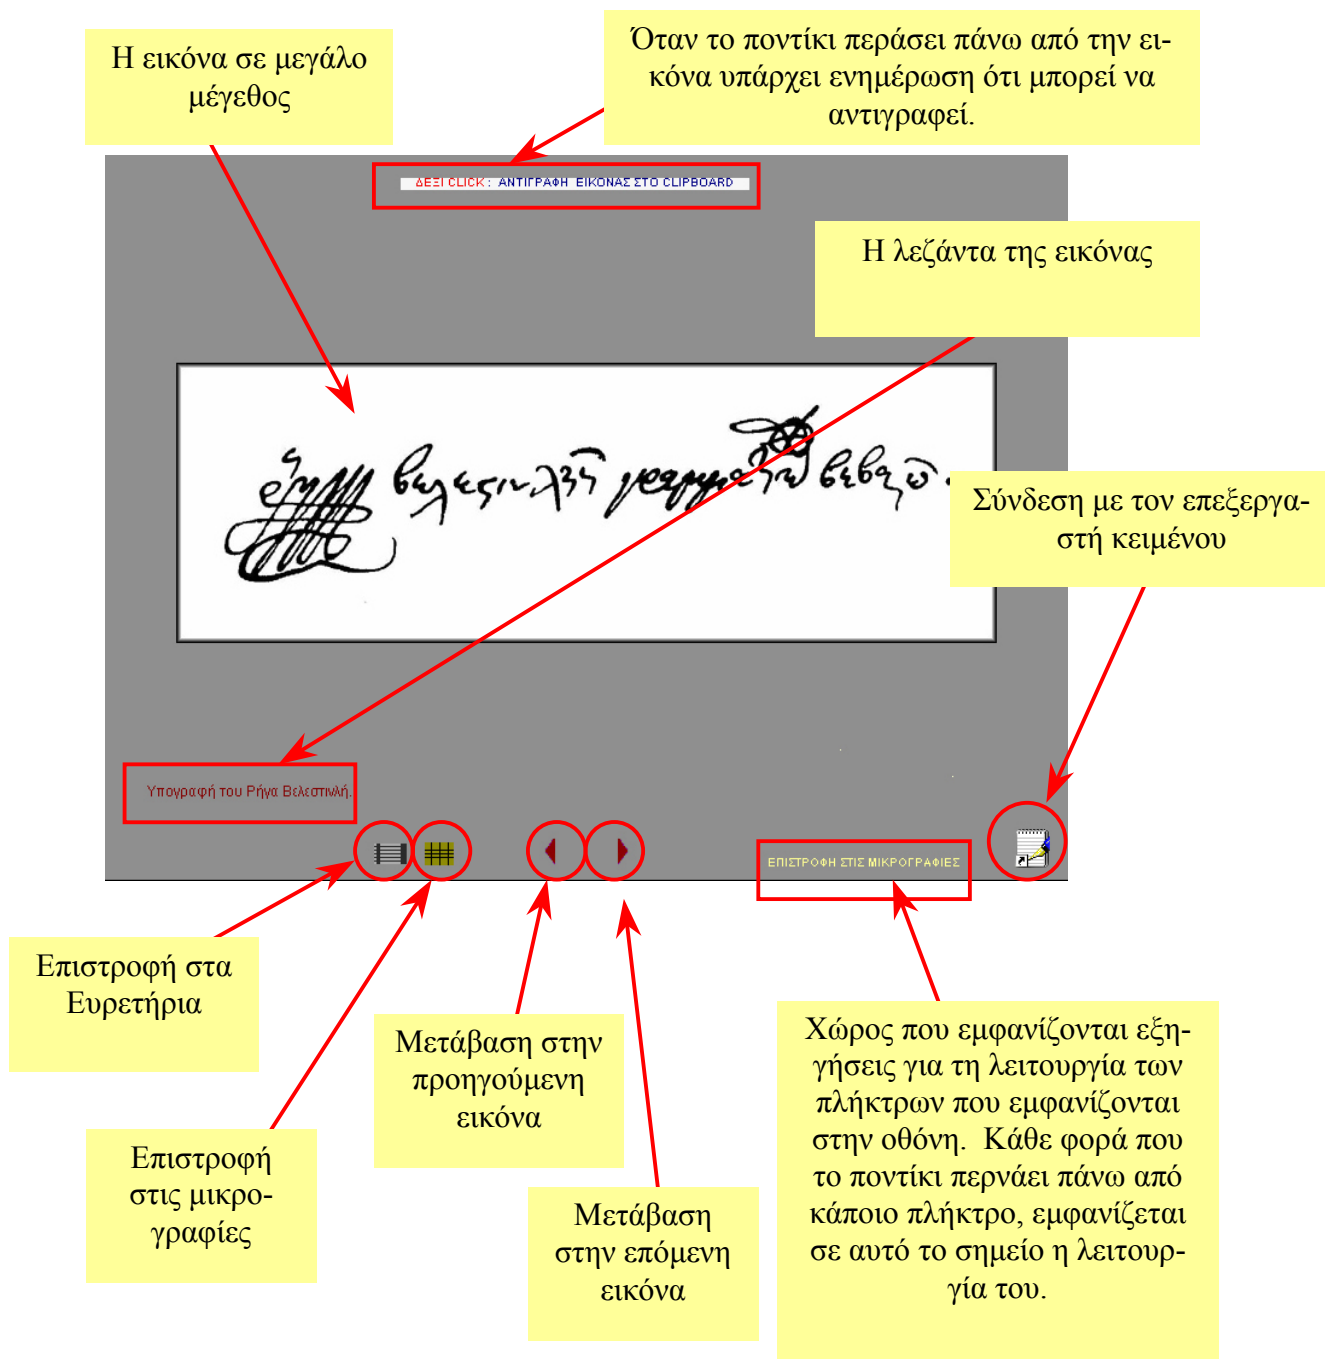 Η εικόνα σε μεγάλο
μέγεθος
Όταν το ποντίκι περάσει πάνω από την ει-
κόνα υπάρχει ενημέρωση ότι μπορεί να
αντιγραφεί.
ΔΕΞΙ CLICK : ΑΝΤΙΓΡΑΦΗ ΕΙΚΟΝΑΣ ΣΤΟ CLIPBOARD
Η λεζάντα της εικόνας
Σύνδεση με τον επεξεργα-
στή κειμένου
Υπογραφή του Ρήγα Βελεστινλή.
ΕΠΙΣΤΡΟΦΗ ΣΤΙΣ ΜΙΚΡΟΓΡΑΦΙΕΣ
Επιστροφή στα
Ευρετήρια
Μετάβαση στην
προηγούμενη
εικόνα
Επιστροφή
στις μικρο-
γραφίες
Μετάβαση
στην επόμενη
εικόνα
Χώρος που εμφανίζονται εξη-
γήσεις για τη λειτουργία των
πλήκτρων που εμφανίζονται
στην οθόνη. Κάθε φορά που
το ποντίκι περνάει πάνω από
κάποιο πλήκτρο, εμφανίζεται
σε αυτό το σημείο η λειτουρ-
γία του.